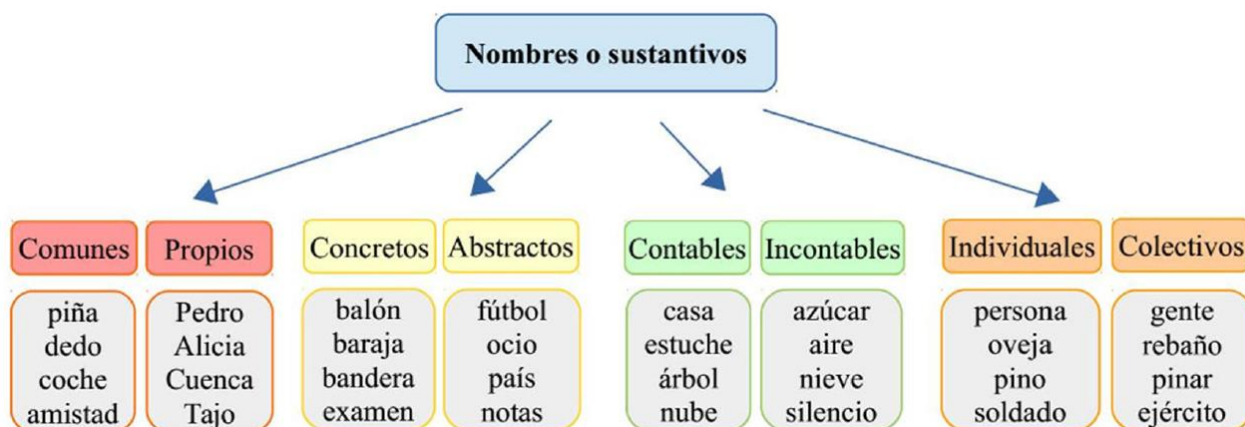 Nombres o sustantivos
Comunes
Propios
Concretos
Abstractos
Contables
Incontables
Individuales
Colectivos
piña
dedo
coche
amistad
Pedro
Alicia
Cuenca
Tajo
balón
baraja
bandera
examen
fútbol
ocio
país
notas
casa
estuche
árbol
nube
azúcar
aire
nieve
silencio
persona
oveja
pino
soldado
gente
rebaño
pinar
ejército